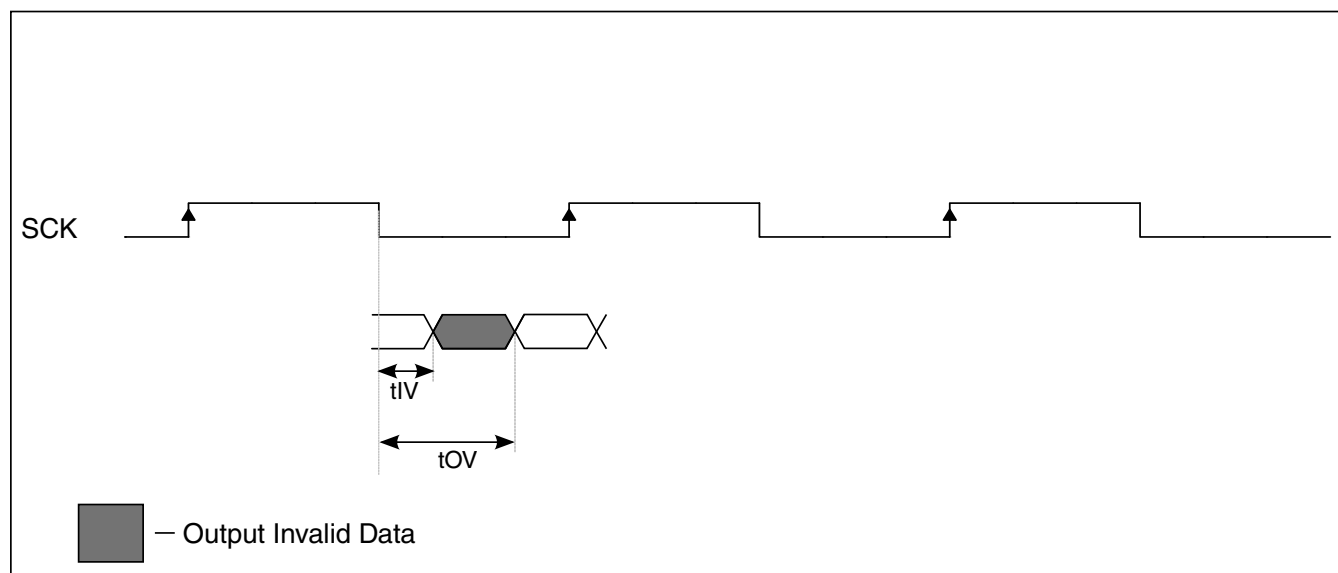 SCK
tIV
tOV
— Output Invalid Data